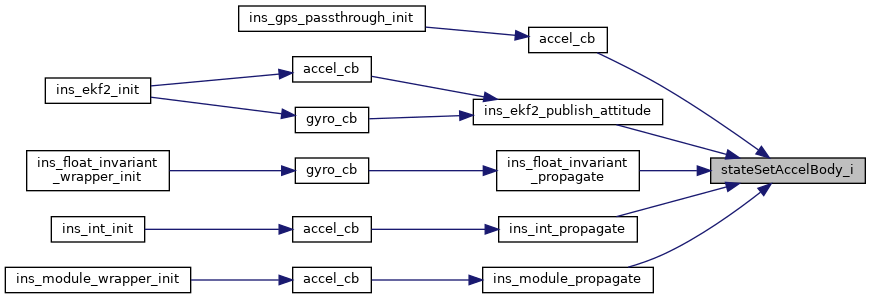 ins_gps_passthrough_init
accel_cb
ins_ekf2_init
accel_cb
gyro_cb
ins_ekf2_publish_attitude
ins_float_invariant
_wrapper_init
gyro_cb
ins_float_invariant
_propagate
stateSetAccelBody_i
ins_int_init
accel_cb
ins_int_propagate
ins_module_wrapper_init
accel_cb
ins_module_propagate